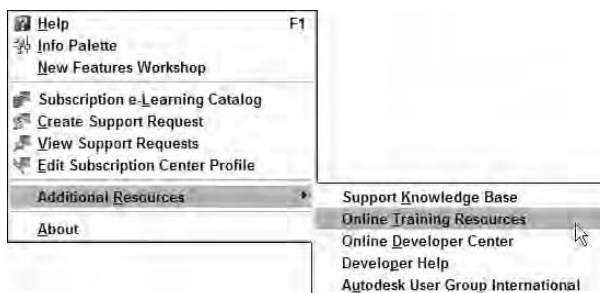 Help F1
Info Palette
New Features Workshop
Subscription e-Learning Catalog
Create Support Request
View Support Requests
Edit Subscription Center Profile
Additional Resources
About
Support Knowledge Base
Online Training Resources
Online Developer Center
Developer Help
Autodesk User Group International